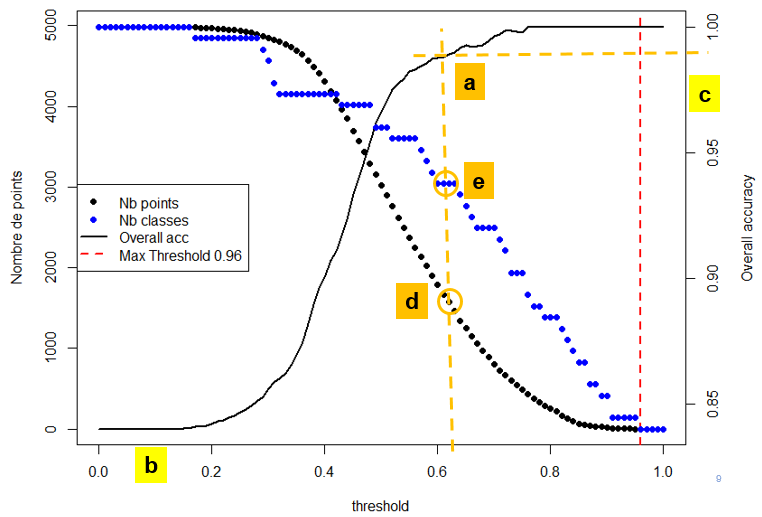 5000
4000
3000
2000
1000
0
Nombre de points
1.00
0.95
0.90
0.85
Overall accuracy
a
c
e
d
b
Nb points
Nb classes
Overall acc
Max Threshold 0.96
0.0 0.2 0.4 0.6 0.8 1.0
threshold
9